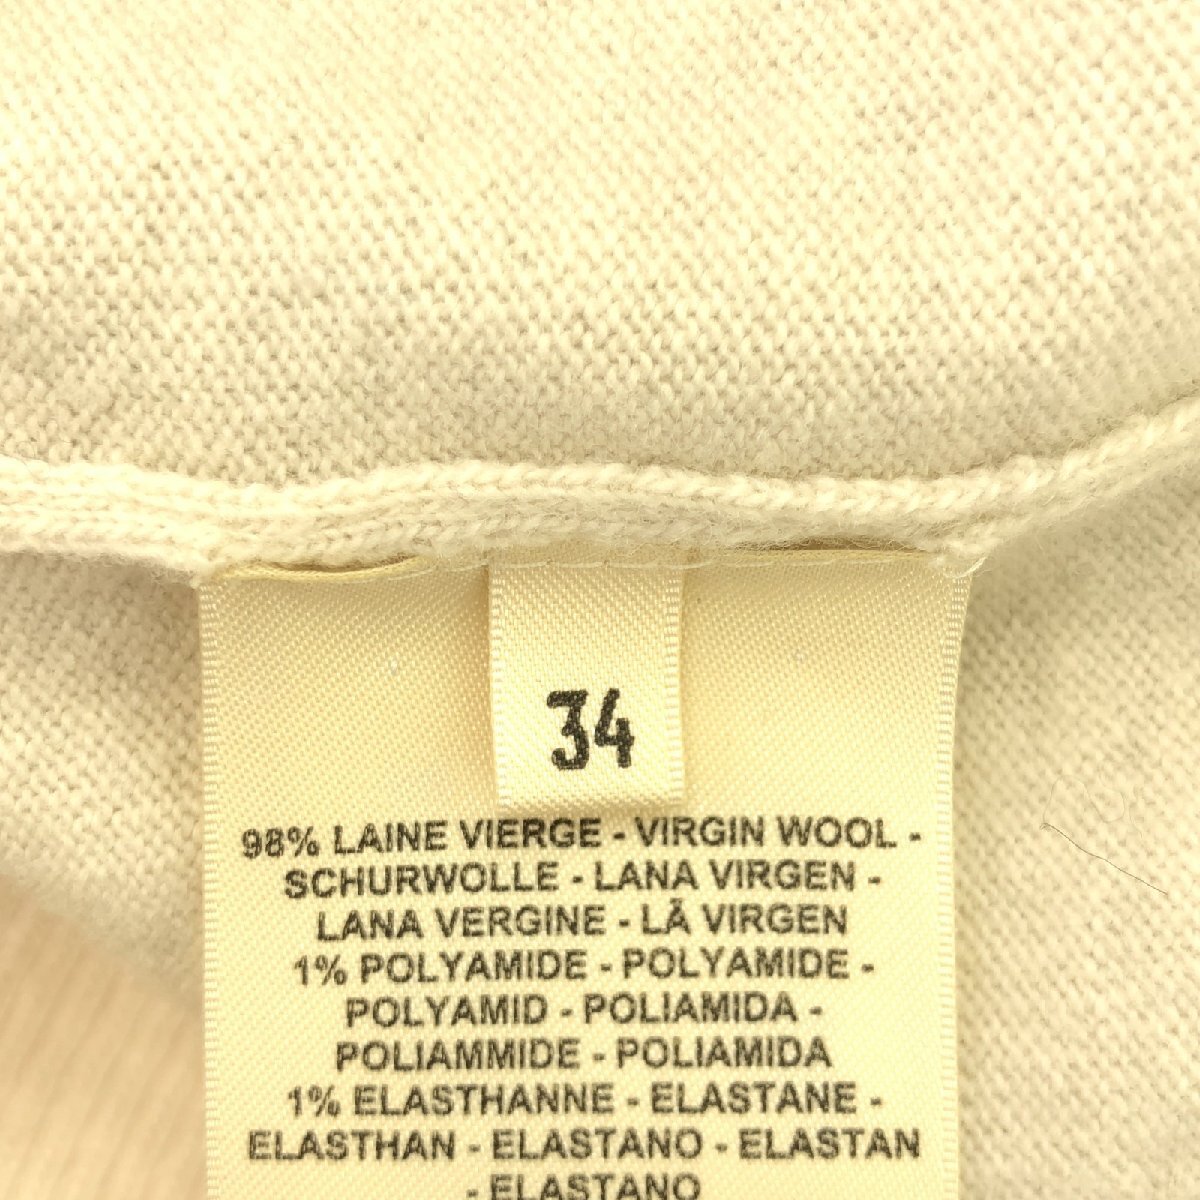 34
98% LAINE VIERGE - VIRGIN WOOL -
SCHURWOLLE - LANA VIRGEN -
LANA VERGINE - LÃ VIRGEN
1% POLYAMIDE - POLYAMIDE -
POLYAMID - POLIAMIDA -
POLIAMMIDE - POLIAMIDA
1% ELASTHANNE - ELASTANE -
ELASTHAN - ELASTANO - ELASTAN
- ELASTANO